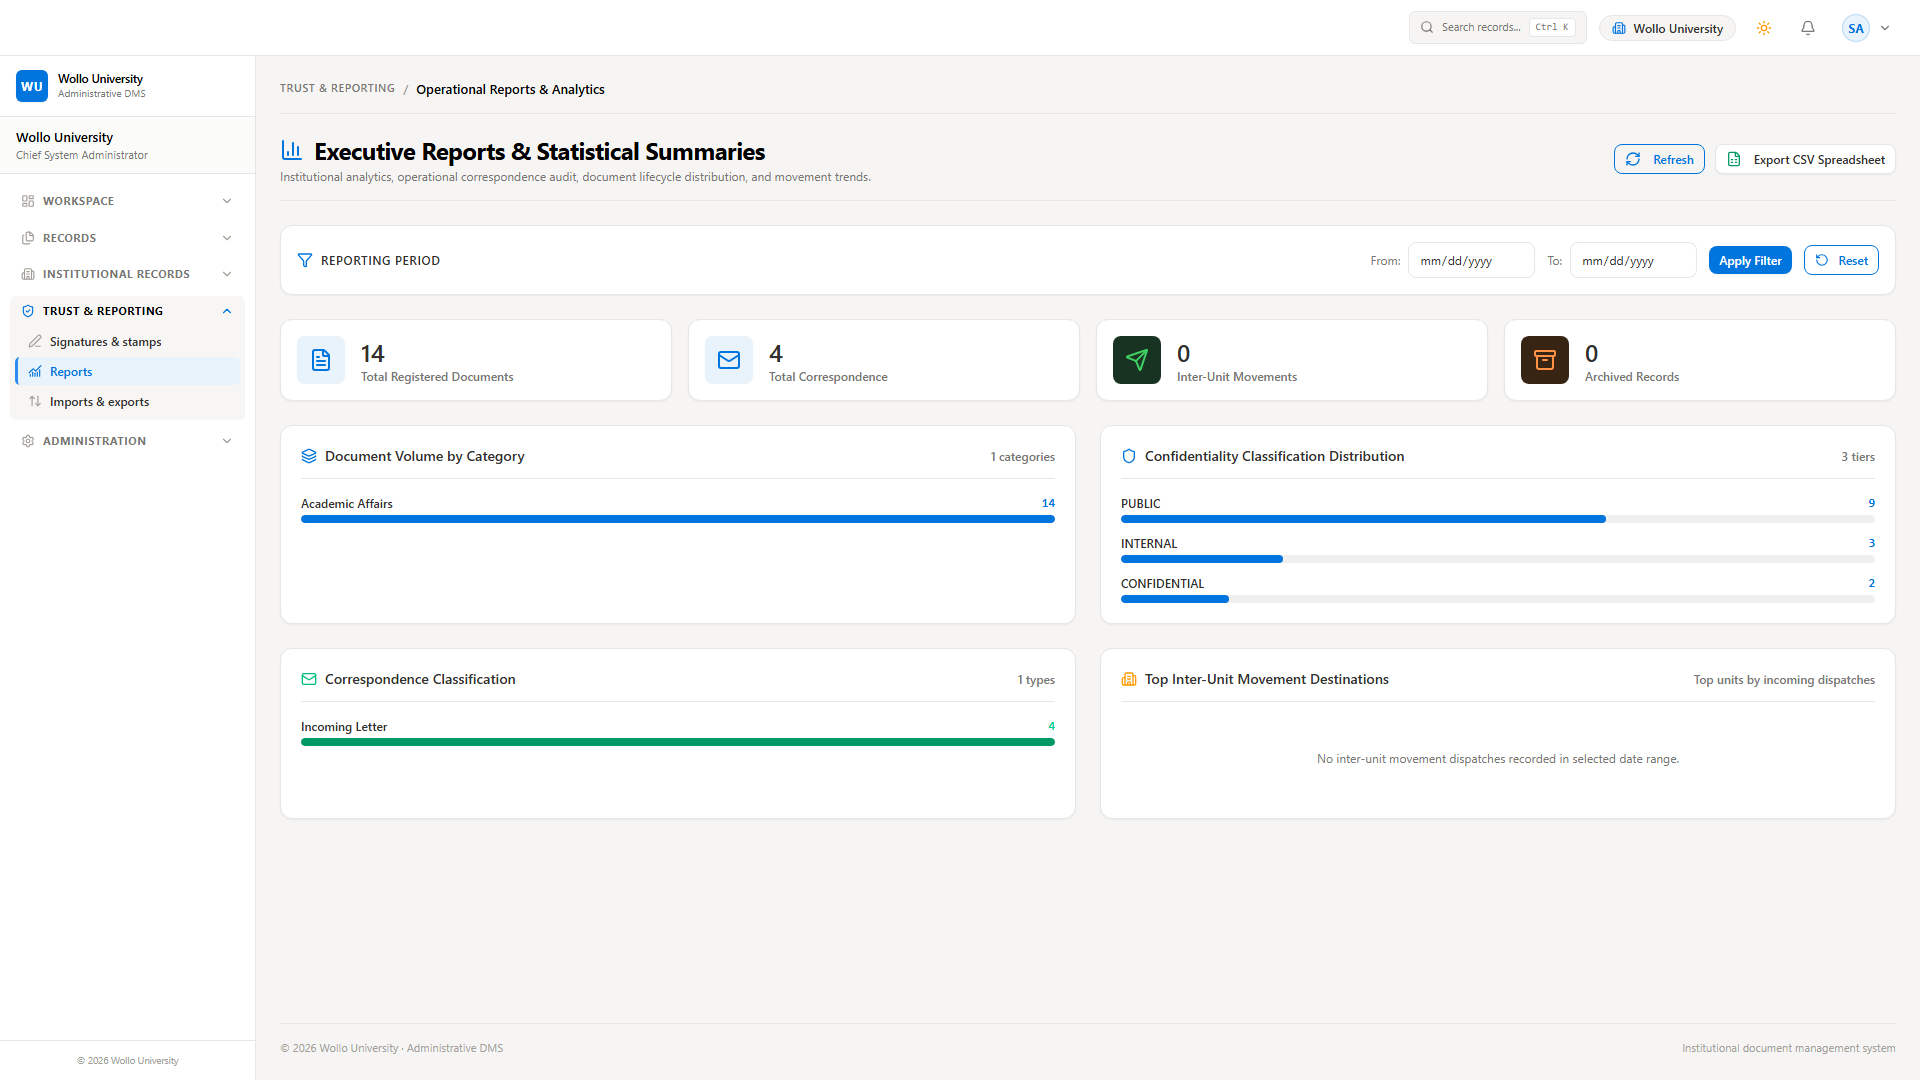 Search records... Ctrl K
Wollo University
SA
WU
Wollo University
Administrative DMS
Wollo University
Chief System Administrator
WORKSPACE
RECORDS
INSTITUTIONAL RECORDS
TRUST & REPORTING
Signatures & stamps
Reports
Imports & exports
ADMINISTRATION
© 2026 Wollo University
TRUST & REPORTING / Operational Reports & Analytics
Executive Reports & Statistical Summaries
Institutional analytics, operational correspondence audit, document lifecycle distribution, and movement trends.
Refresh
Export CSV Spreadsheet
REPORTING PERIOD
From: mm/dd/yyyy To: mm/dd/yyyy Apply Filter Reset
14
Total Registered Documents
4
Total Correspondence
0
Inter-Unit Movements
0
Archived Records
Document Volume by Category 1 categories
Academic Affairs 14
Confidentiality Classification Distribution 3 tiers
PUBLIC 9
INTERNAL 3
CONFIDENTIAL 2
Correspondence Classification 1 types
Incoming Letter 4
Top Inter-Unit Movement Destinations Top units by incoming dispatches
No inter-unit movement dispatches recorded in selected date range.
© 2026 Wollo University · Administrative DMS
Institutional document management system